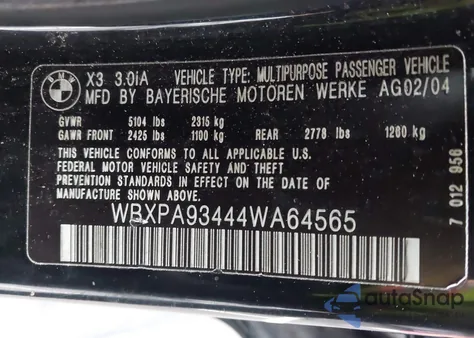 BMW
X3 3.0iA VEHICLE TYPE: MULTIPURPOSE PASSENGER VEHICLE
MFD BY BAYERISCHE MOTOREN WERKE AG02/04
GVWR 5104 lbs 2315 kg
GAWR FRONT 2425 lbs 1100 kg REAR 2778 lbs 1260 kg
THIS VEHICLE CONFORMS TO ALL APPLICABLE U.S.
FEDERAL MOTOR VEHICLE SAFETY AND THEFT
PREVENTION STANDARDS IN EFFECT ON THE DATE OF
MANUFACTURE SHOWN ABOVE.
WBXPA93444WA64565
7 012 956
autoSnap